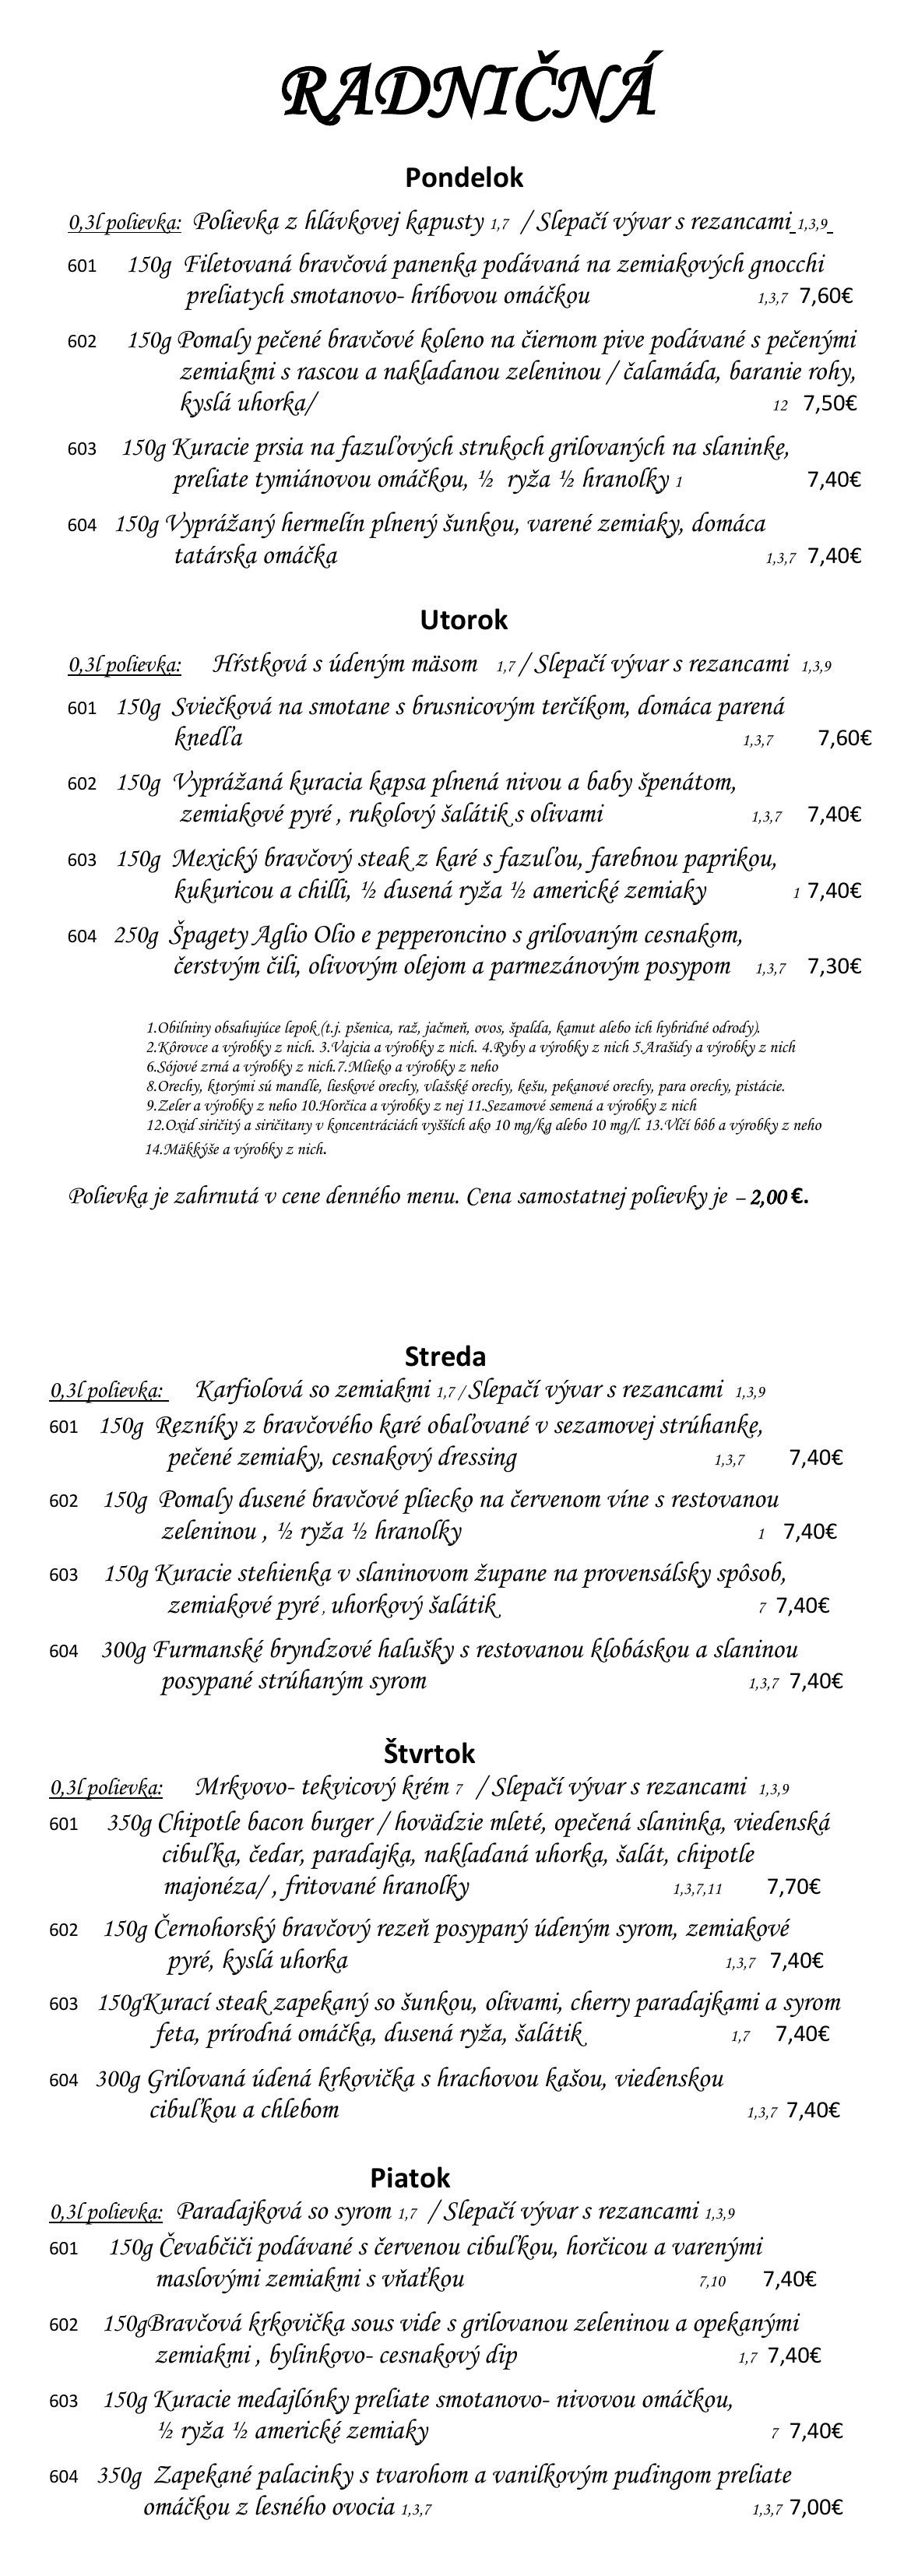 RADNIČNÁ
Pondelok
0,3l polievka: Polievka z hlávkovej kapusty 1,7 / Slepačí vývar s rezancami 1,3,9
601 150g Filetovaná bravčová panenka podávaná na zemiakových gnocchi
preliatych smotanovo- hríbovou omáčkou 1,3,7 7,60€
602 150g Pomaly pečené bravčové koleno na čiernom pive podávané s pečenými
zemiakmi s rascou a nakladanou zeleninou / čalamáda, baranie rohy,
kyslá uhorka/ 12 7,50€
603 150g Kuracie prsia na fazuľových strukoch grilovaných na slaninke,
preliate tymiánovou omáčkou, ½ ryža ½ hranolky 1 7,40€
604 150g Vyprážaný hermelín plnený šunkou, varené zemiaky, domáca
tatárska omáčka 1,3,7 7,40€
Utorok
0,3l polievka: Hŕstková s údeným mäsom 1,7 / Slepačí vývar s rezancami 1,3,9
601 150g Sviečková na smotane s brusnicovým terčíkom, domáca parená
knedľa 1,3,7 7,60€
602 150g Vyprážaná kuracia kapsa plnená nivou a baby špenátom,
zemiakové pyré , rukolový šalátik s olivami 1,3,7 7,40€
603 150g Mexický bravčový steak z karé s fazuľou, farebnou paprikou,
kukuricou a chilli, ½ dusená ryža ½ americké zemiaky 1 7,40€
604 250g Špagety Aglio Olio e pepperoncino s grilovaným cesnakom,
čerstvým čili, olivovým olejom a parmezánovým posypom 1,3,7 7,30€
1.Obilniny obsahujúce lepok (t.j. pšenica, raž, jačmeň, ovos, špalda, kamut alebo ich hybridné odrody).
2.Kôrovce a výrobky z nich. 3.Vajcia a výrobky z nich. 4.Ryby a výrobky z nich 5.Arašidy a výrobky z nich
6.Sójové zrná a výrobky z nich.7.Mlieko a výrobky z neho
8.Orechy, ktorými sú mandle, lieskové orechy, vlašské orechy, kešu, pekanové orechy, para orechy, pistácie.
9.Zeler a výrobky z neho 10.Horčica a výrobky z nej 11.Sezamové semená a výrobky z nich
12.Oxid siričitý a siričitany v koncentráciách vyšších ako 10 mg/kg alebo 10 mg/l. 13.Vlčí bôb a výrobky z neho
14.Mäkkýše a výrobky z nich.
Polievka je zahrnutá v cene denného menu. Cena samostatnej polievky je – 2,00 €.
Streda
0,3l polievka: Karfiolová so zemiakmi 1,7 / Slepačí vývar s rezancami 1,3,9
601 150g Rezníky z bravčového karé obaľované v sezamovej strúhanke,
pečené zemiaky, cesnakový dressing 1,3,7 7,40€
602 150g Pomaly dusené bravčové pliecko na červenom víne s restovanou
zeleninou , ½ ryža ½ hranolky 1 7,40€
603 150g Kuracie stehienka v slaninovom župane na provensálsky spôsob,
zemiakové pyré , uhorkový šalátik 7 7,40€
604 300g Furmanské bryndzové halušky s restovanou klobáskou a slaninou
posypané strúhaným syrom 1,3,7 7,40€
Štvrtok
0,3l polievka: Mrkvovo- tekvicový krém 7 / Slepačí vývar s rezancami 1,3,9
601 350g Chipotle bacon burger / hovädzie mleté, opečená slaninka, viedenská
cibuľka, čedar, paradajka, nakladaná uhorka, šalát, chipotle
majonéza/ , fritované hranolky 1,3,7,11 7,70€
602 150g Černohorský bravčový rezeň posypaný údeným syrom, zemiakové
pyré, kyslá uhorka 1,3,7 7,40€
603 150gKurací steak zapekaný so šunkou, olivami, cherry paradajkami a syrom
feta, prírodná omáčka, dusená ryža, šalátik 1,7 7,40€
604 300g Grilovaná údená krkovička s hrachovou kašou, viedenskou
cibuľkou a chlebom 1,3,7 7,40€
Piatok
0,3l polievka: Paradajková so syrom 1,7 / Slepačí vývar s rezancami 1,3,9
601 150g Čevabčiči podávané s červenou cibuľkou, horčicou a varenými
maslovými zemiakmi s vňaťkou 7,10 7,40€
602 150gBravčová krkovička sous vide s grilovanou zeleninou a opekanými
zemiakmi , bylinkovo- cesnakový dip 1,7 7,40€
603 150g Kuracie medajlónky preliate smotanovo- nivovou omáčkou,
½ ryža ½ americké zemiaky 7 7,40€
604 350g Zapekané palacinky s tvarohom a vanilkovým pudingom preliate
omáčkou z lesného ovocia 1,3,7 1,3,7 7,00€